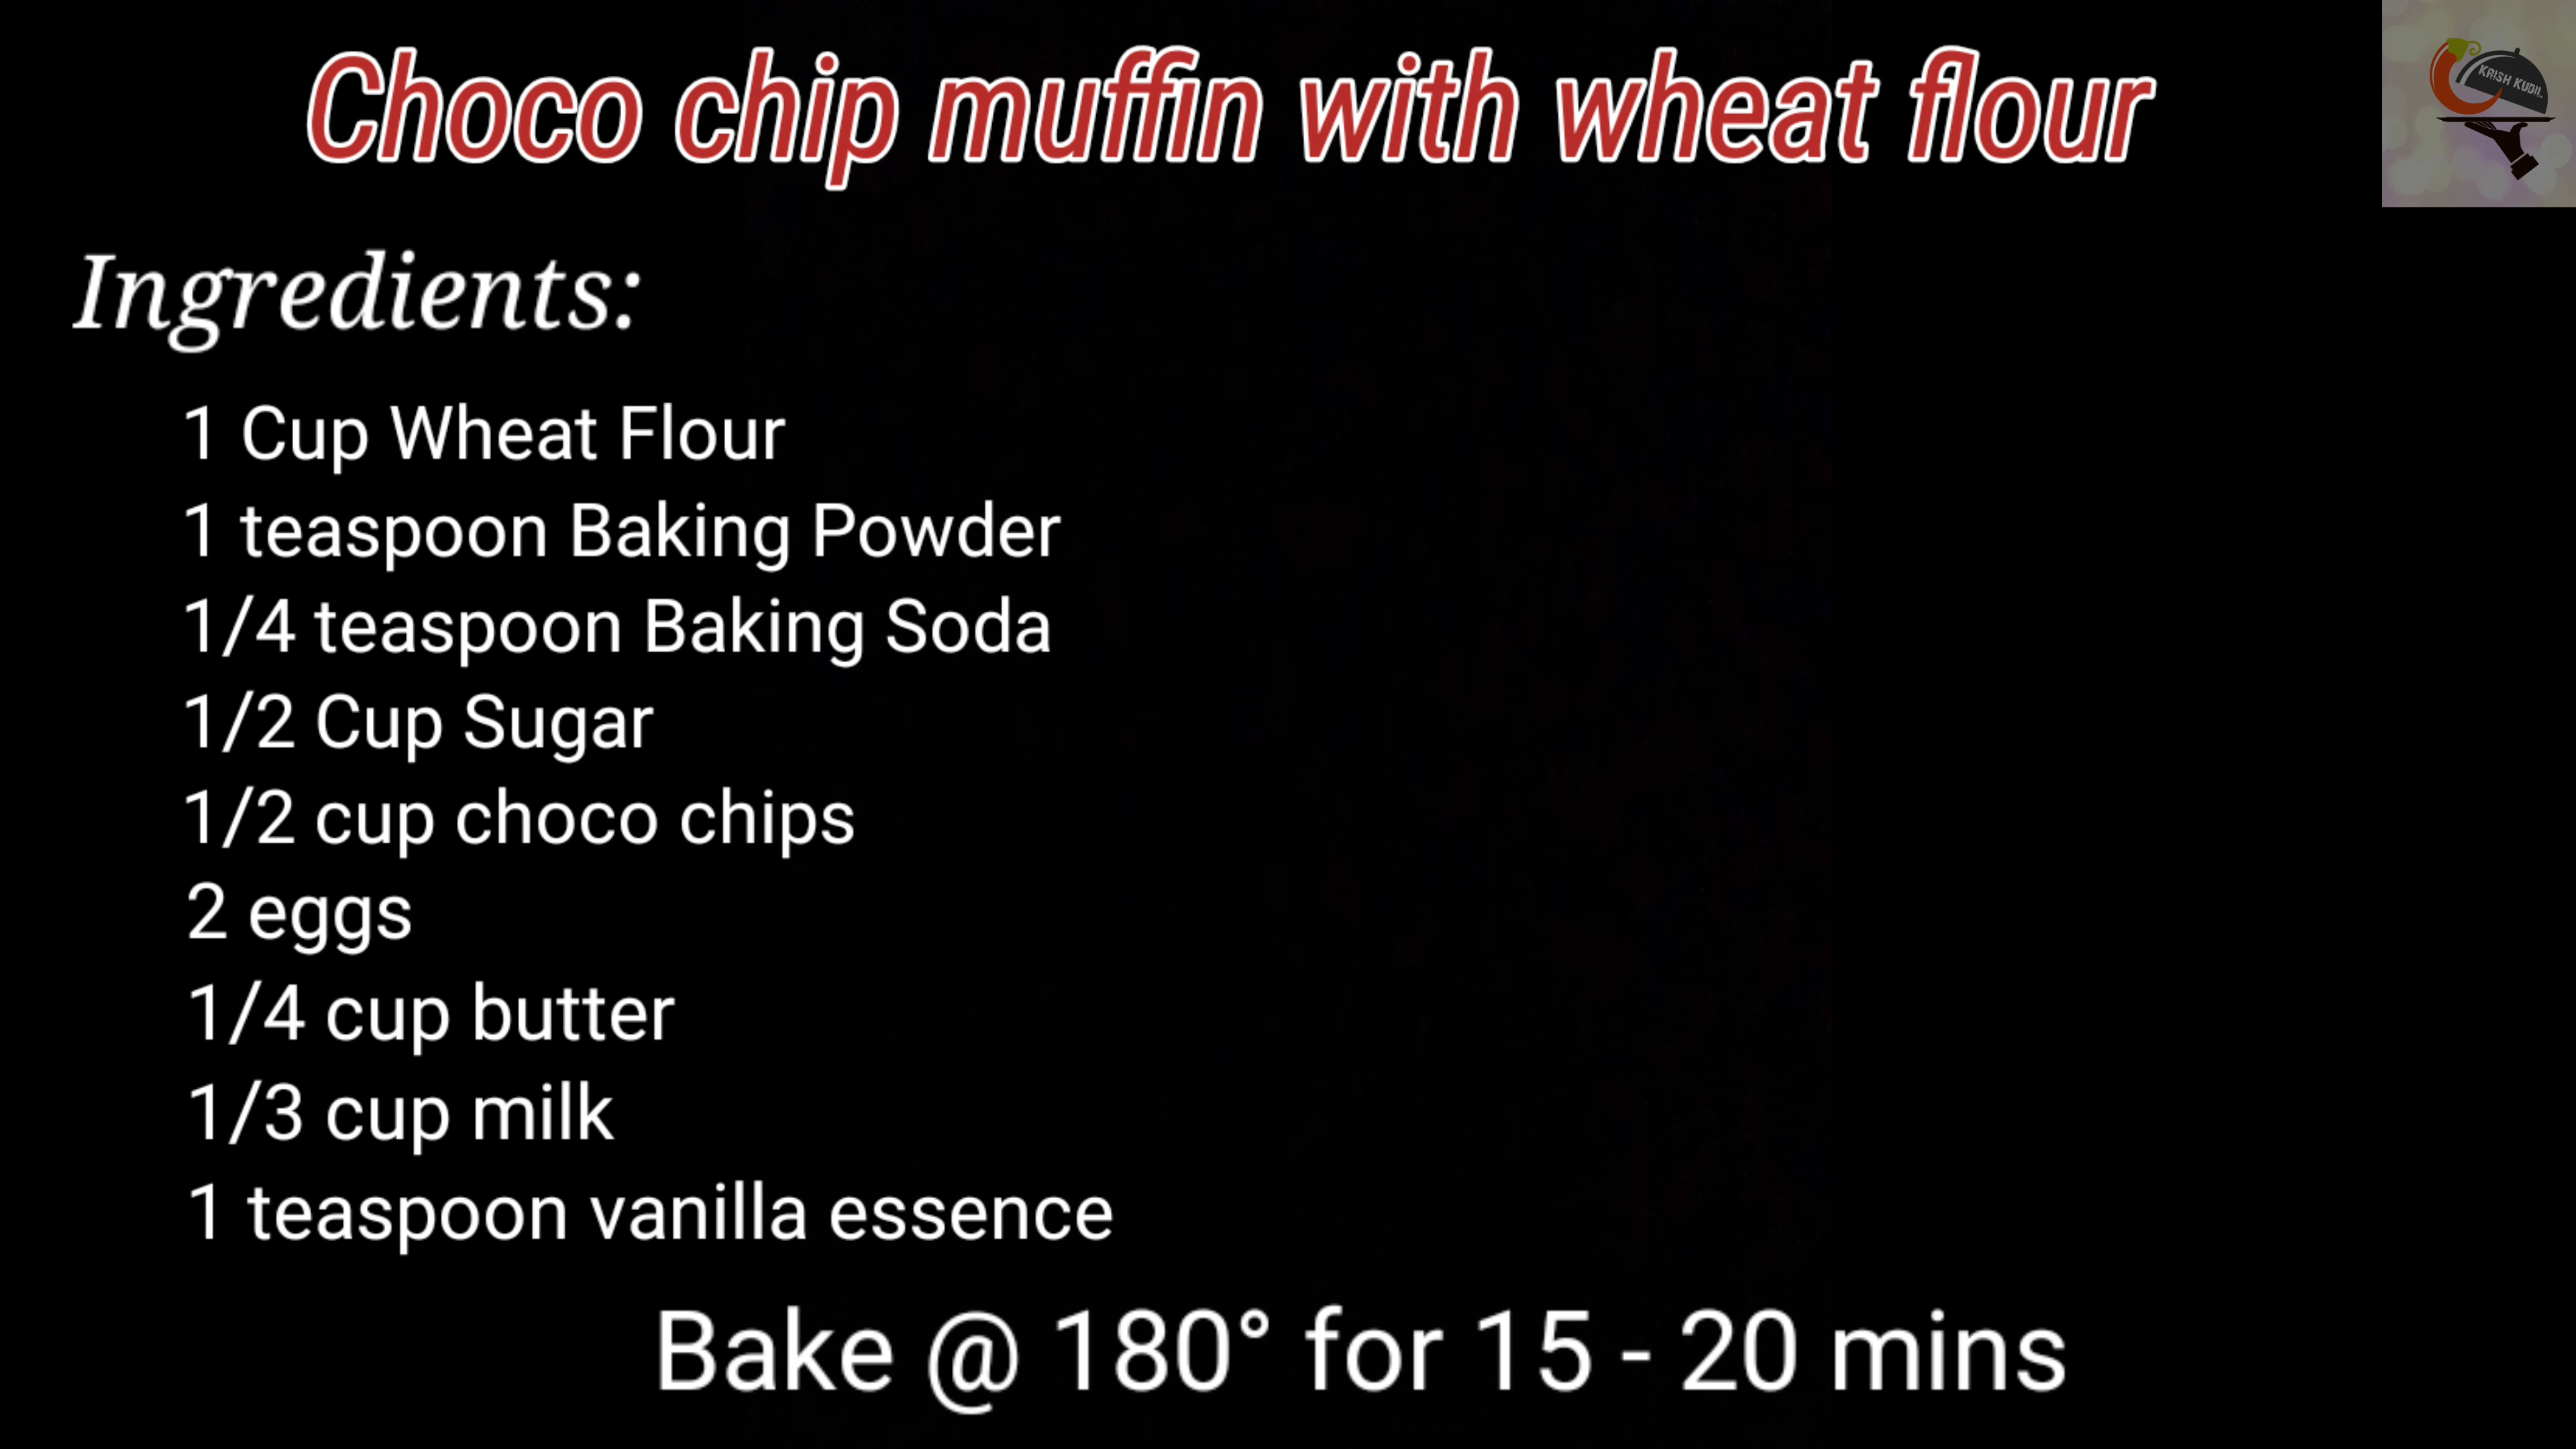 Choco chip muffin with wheat flour
KRISH KUDIL
Ingredients:
1 Cup Wheat Flour
1 teaspoon Baking Powder
1/4 teaspoon Baking Soda
1/2 Cup Sugar
1/2 cup choco chips
2 eggs
1/4 cup butter
1/3 cup milk
1 teaspoon vanilla essence
Bake @ 180° for 15 - 20 mins